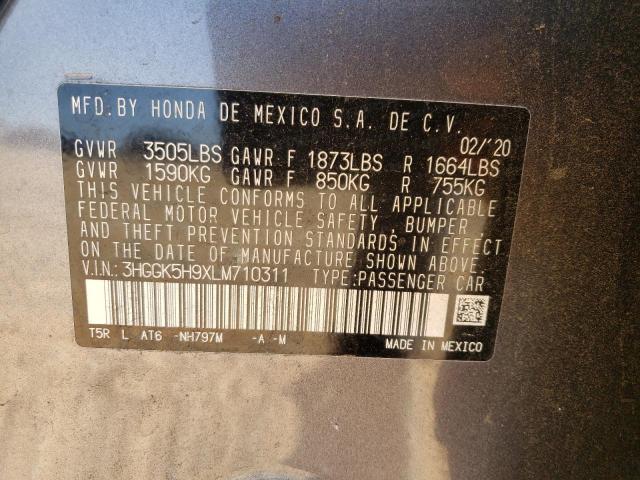 MFD. BY HONDA DE MEXICO S.A. DE C.V.
02/'20
GVWR 3505LBS GAWR F 1873LBS R 1664LBS
GVWR 1590KG GAWR F 850KG R 755KG
THIS VEHICLE CONFORMS TO ALL APPLICABLE
FEDERAL MOTOR VEHICLE SAFETY, BUMPER
AND THEFT PREVENTION STANDARDS IN EFFECT
ON THE DATE OF MANUFACTURE SHOWN ABOVE.
V.I.N.: 3HGGK5H9XLM710311 TYPE: PASSENGER CAR
T5R L AT6 -NH797M -A -M MADE IN MEXICO